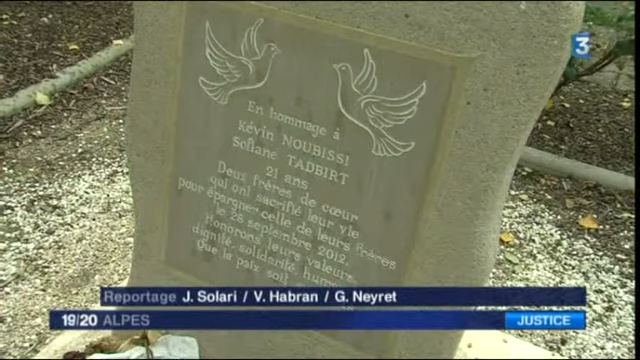 3
En hommage à
Kévin NOUBISSI
Sofiane TADBIRT
21 ans
Deux frères de cœur
qui ont sacrifié leur vie
pour épargner celle de leurs frères
le 28 septembre 2012.
Honorons leurs valeurs,
dignité, solidarité,
Que la paix soit
Reportage J. Solari / V. Habran / G. Neyret
19/20 ALPES
JUSTICE